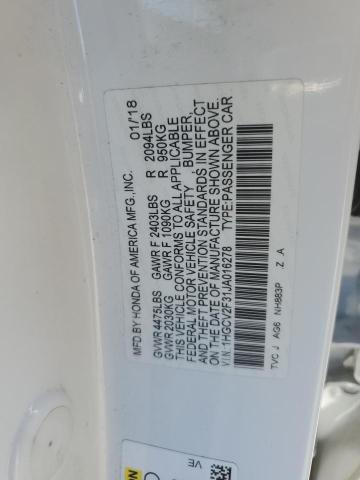 MFD.BY HONDA OF AMERICA MFG.,INC. 01/18
GVWR 4475LBS GAWR F 2403LBS R 2094LBS
GVWR 2030KG GAWR F 1090KG R 950KG
THIS VEHICLE CONFORMS TO ALL APPLICABLE
FEDERAL MOTOR VEHICLE SAFETY , BUMPER,
AND THEFT PREVENTION STANDARDS IN EFFECT
ON THE DATE OF MANUFACTURE SHOWN ABOVE.
V.I.N. 1HGCV2F31JA016278 TYPE:PASSENGER CAR
TVC J AG6 NH883P . Z . A
VE